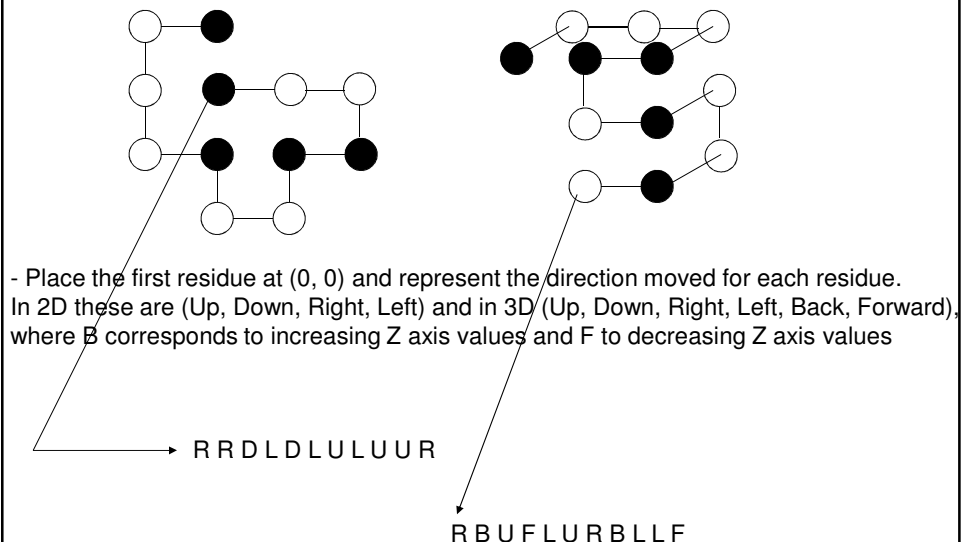 - Place the first residue at (0, 0) and represent the direction moved for each residue.
In 2D these are (Up, Down, Right, Left) and in 3D (Up, Down, Right, Left, Back, Forward),
where B corresponds to increasing Z axis values and F to decreasing Z axis values
R R D L D L U L U U R
R B U F L U R B L L F